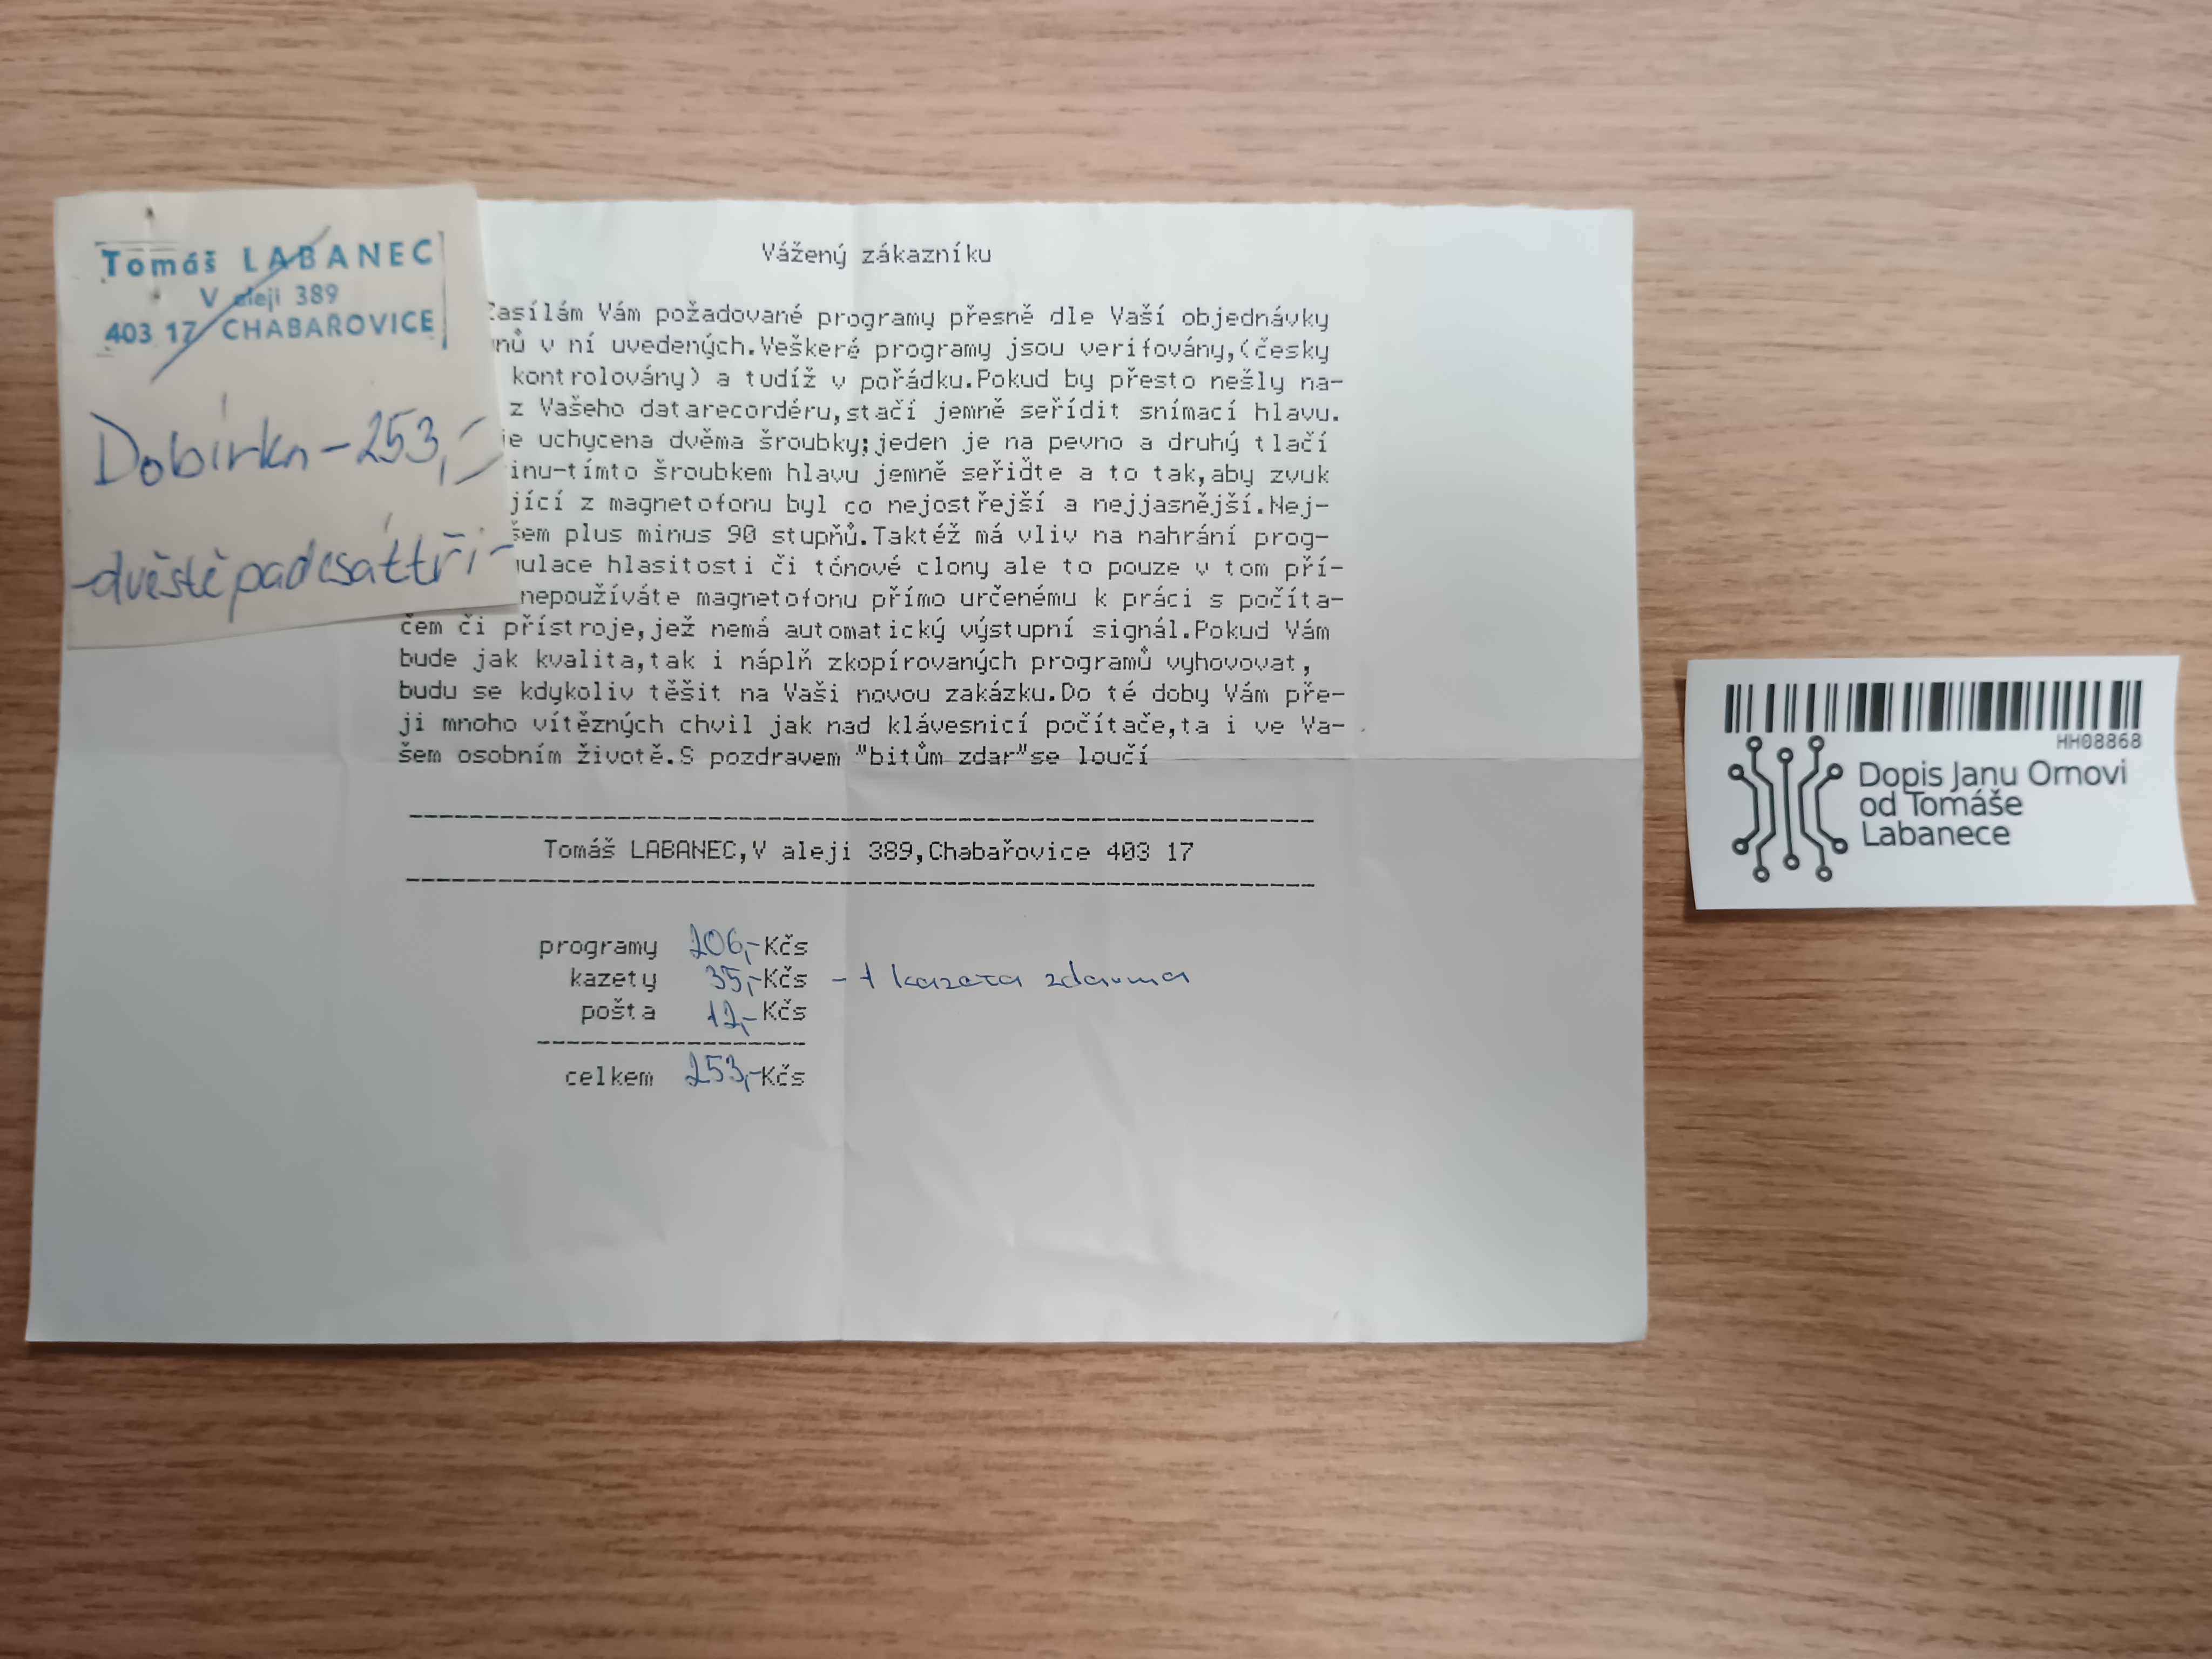 Tomáš LABANEC
V aleji 389
403 17 CHABAŘOVICE
Dobírka - 253,-
-dvěstěpadesáttři-
Vážený zákazníku
Zasílám Vám požadované programy přesně dle Vaší objednávky
nů v ní uvedených.Veškeré programy jsou verifovány,(česky
kontrolovány) a tudíž v pořádku.Pokud by přesto nešly na-
z Vašeho datarecordéru,stačí jemně seřídit snímací hlavu.
je uchycena dvěma šroubky;jeden je na pevno a druhý tlačí
inu-tímto šroubkem hlavu jemně seřiďte a to tak,aby zvuk
jící z magnetofonu byl co nejostřejší a nejjasnější.Nej-
šem plus minus 90 stupňů.Taktéž má vliv na nahrání prog-
ulace hlasitosti či tónové clony ale to pouze v tom pří-
nepoužíváte magnetofonu přímo určenému k práci s počíta-
čem či přístroje,jež nemá automatický výstupní signál.Pokud Vám
bude jak kvalita,tak i náplň zkopírovaných programů vyhovovat,
budu se kdykoliv těšit na Vaši novou zakázku.Do té doby Vám pře-
ji mnoho vítězných chvil jak nad klávesnicí počítače,ta i ve Va-
šem osobním životě.S pozdravem "bitům zdar"se loučí
Tomáš LABANEC,V aleji 389,Chabařovice 403 17
programy 206,-Kčs
kazety 35,-Kčs - 1 kazeta zdarma
pošta 12,-Kčs
celkem 253,-Kčs
HH08868
Dopis Janu Ornovi
od Tomáše
Labanece